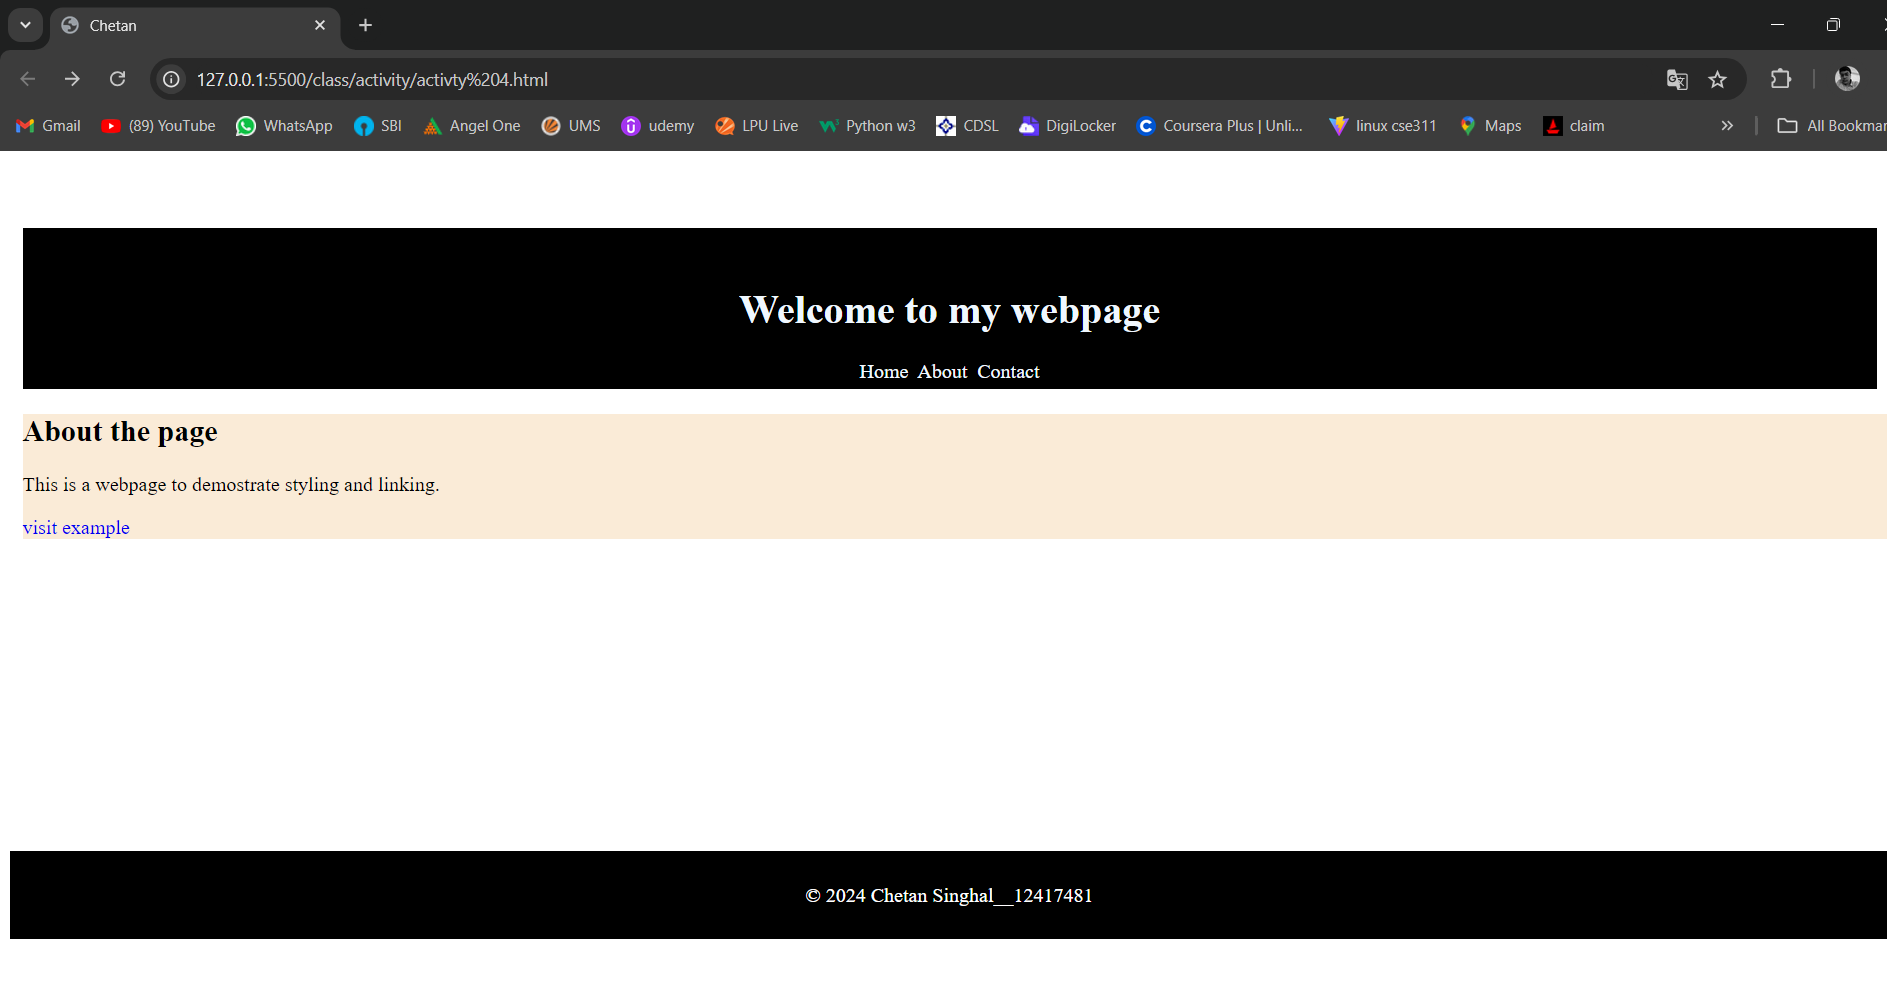 Chetan
127.0.0.1:5500/class/activity/activty%204.html
Gmail (89) YouTube WhatsApp SBI Angel One UMS udemy LPU Live Python w3 CDSL DigiLocker Coursera Plus | Unli... linux cse311 Maps claim All Bookmar
Welcome to my webpage
Home About Contact
About the page
This is a webpage to demostrate styling and linking.
visit example
© 2024 Chetan Singhal__12417481